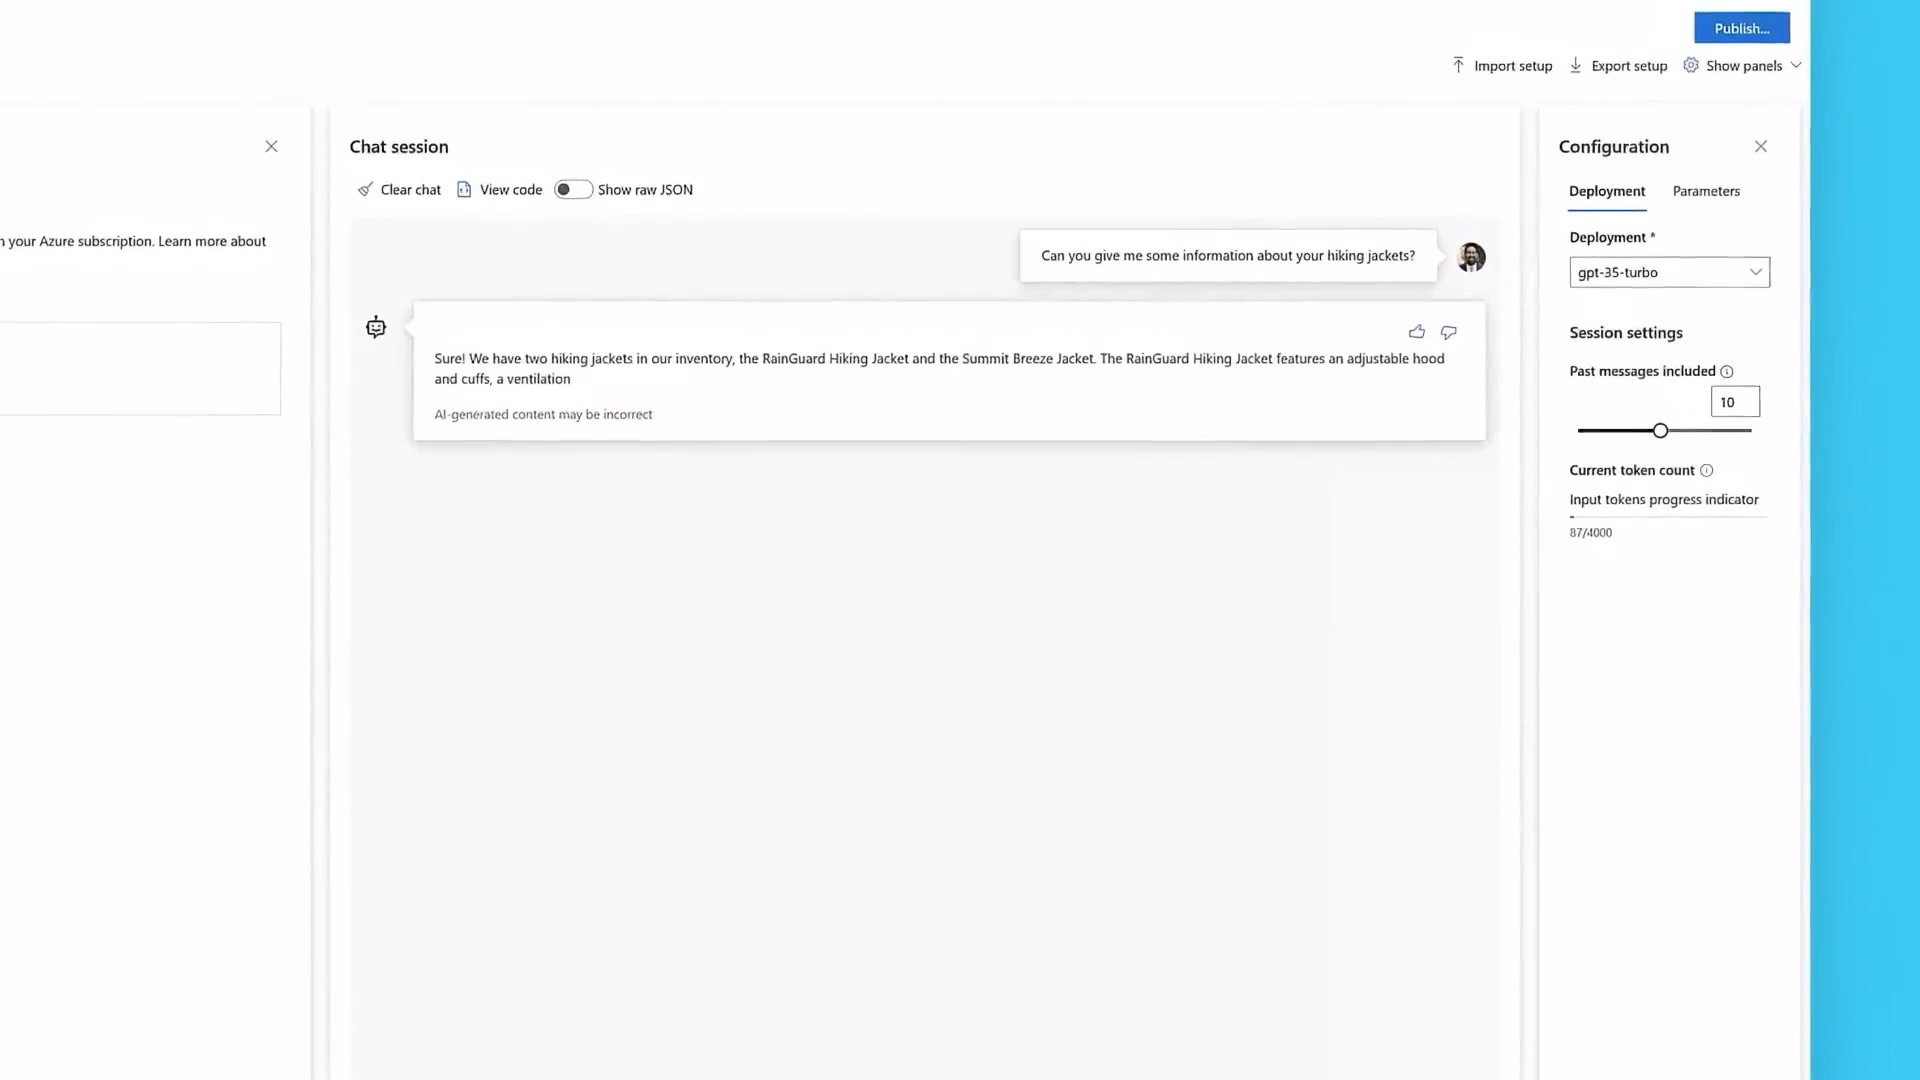 Publish...
Import setup
Export setup
Show panels
Chat session
Configuration
Clear chat
View code
Show raw JSON
Deployment
Parameters
your Azure subscription. Learn more about
Can you give me some information about your hiking jackets?
Deployment *
gpt-35-turbo
Sure! We have two hiking jackets in our inventory, the RainGuard Hiking Jacket and the Summit Breeze Jacket. The RainGuard Hiking Jacket features an adjustable hood
and cuffs, a ventilation
AI-generated content may be incorrect
Session settings
Past messages included
10
Current token count
Input tokens progress indicator
87/4000